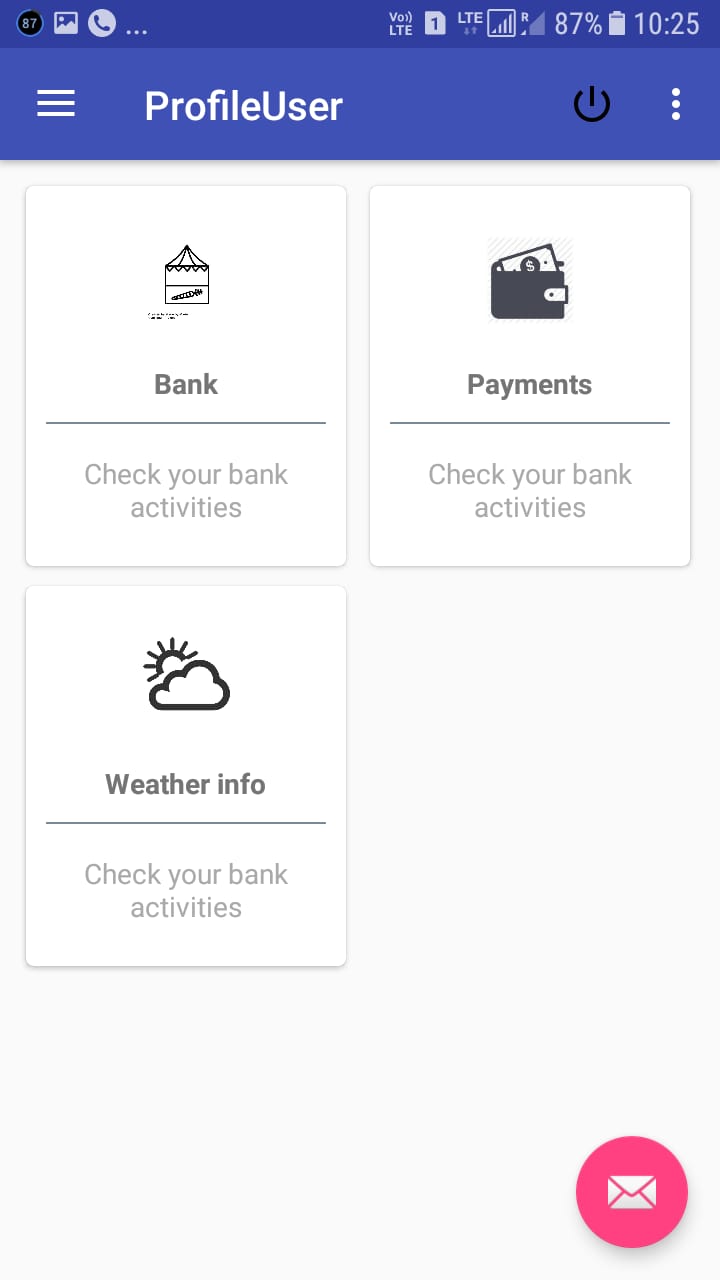 87
...
Vo))
LTE
1
LTE
R
87%
10:25
ProfileUser
Bank
Check your bank
activities
Payments
Check your bank
activities
Weather info
Check your bank
activities